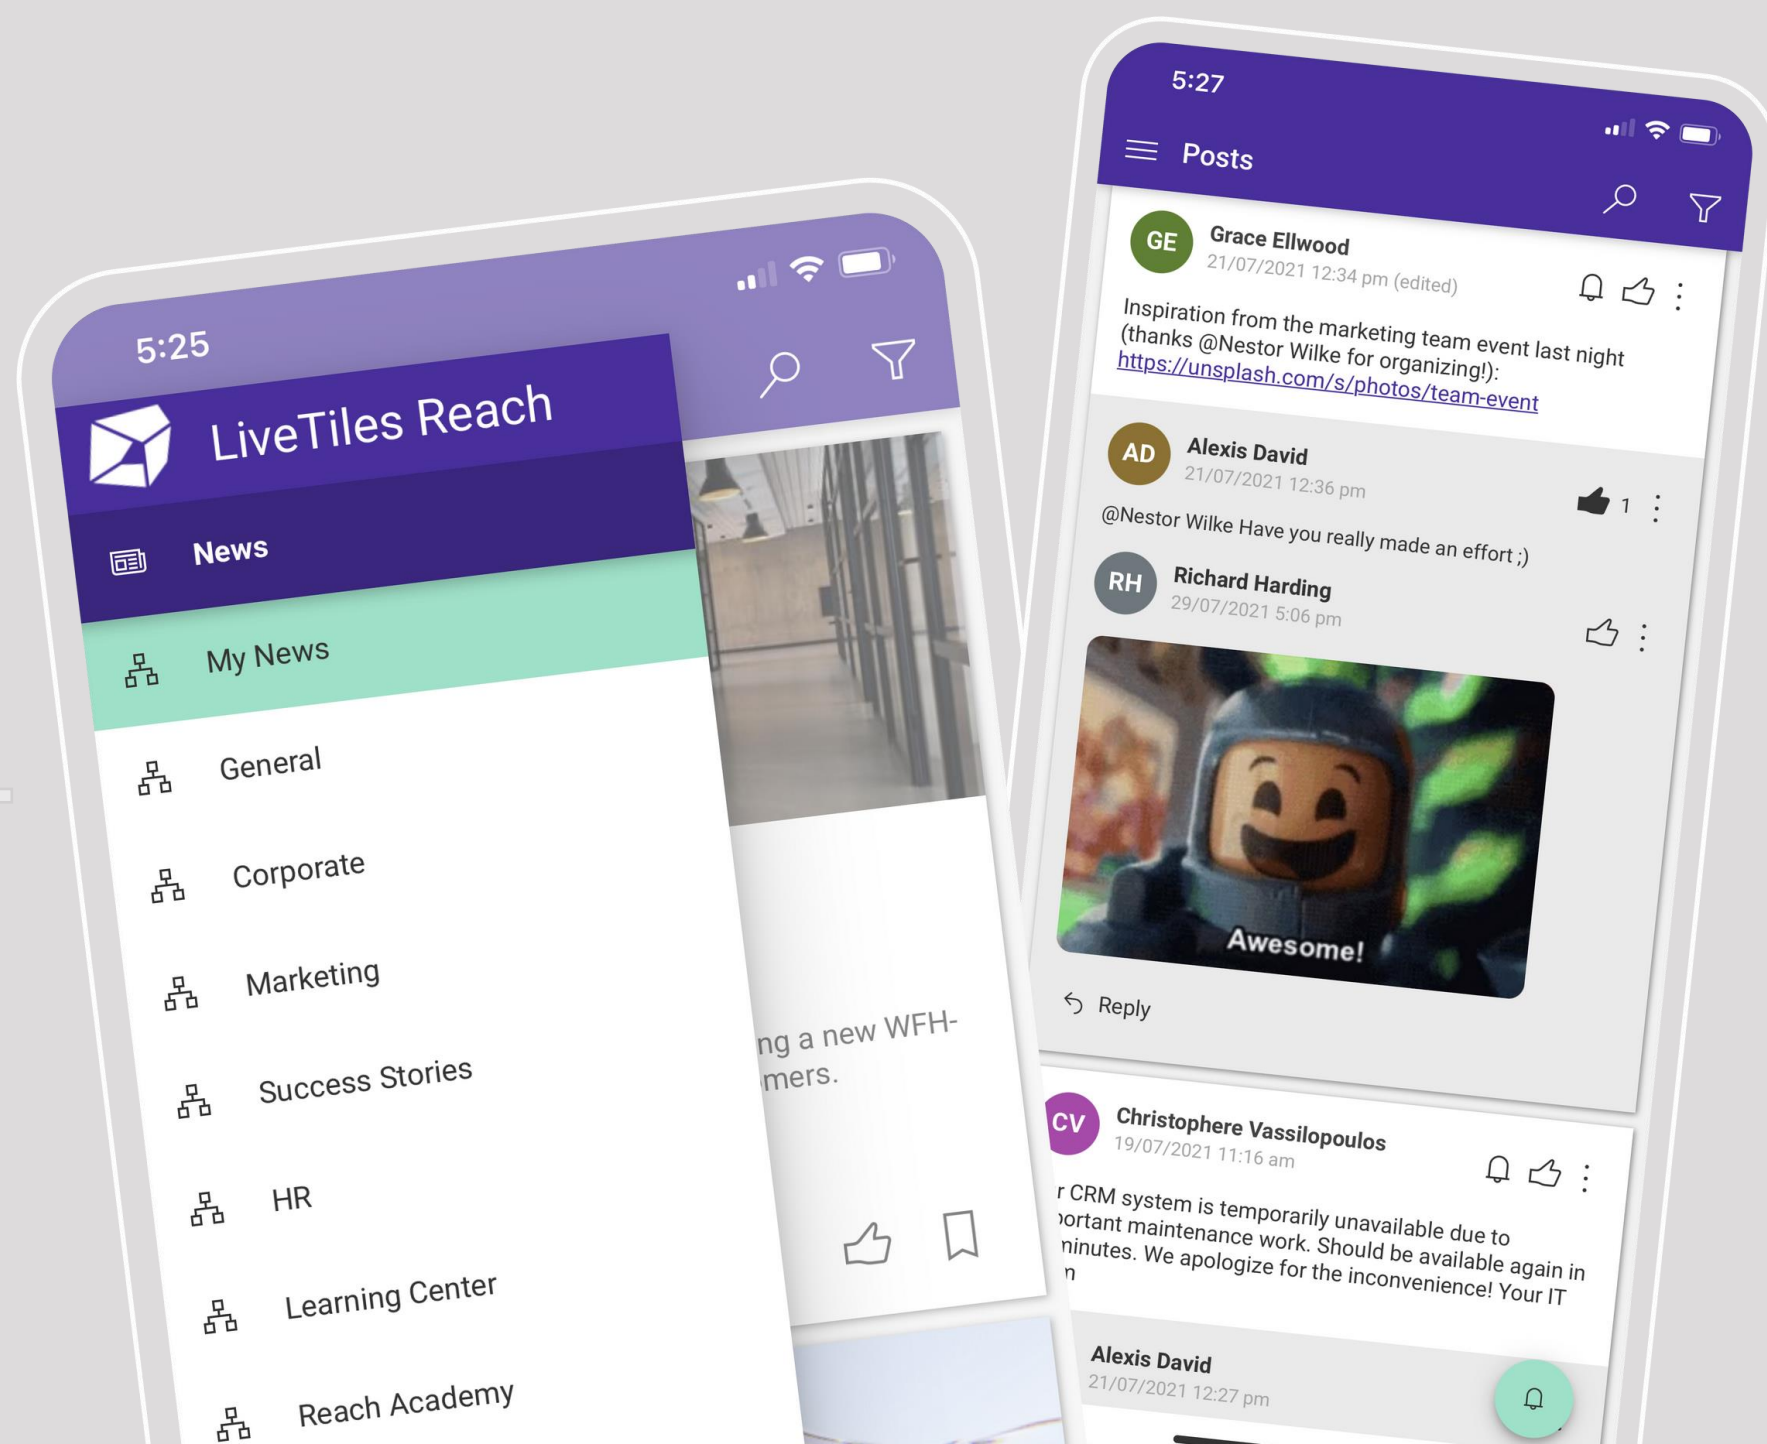 5:25
LiveTiles Reach
News
My News
General
Corporate
Marketing
Success Stories
HR
Learning Center
Reach Academy
a new WFH-
5:27
Posts
GE
Grace Ellwood
21/07/2021 12:34 pm (edited)
Inspiration from the marketing team event last night
(thanks @Nestor Wilke for organizing!):
https://unsplash.com/s/photos/team-event
AD
Alexis David
21/07/2021 12:36 pm
1
@Nestor Wilke Have you really made an effort ;)
RH
Richard Harding
29/07/2021 5:06 pm
Awesome!
Reply
CV
Christophere Vassilopoulos
19/07/2021 11:16 am
CRM system is temporarily unavailable due to
maintenance work. Should be available again in
minutes. We apologize for the inconvenience! Your IT
Alexis David
21/07/2021 12:27 pm